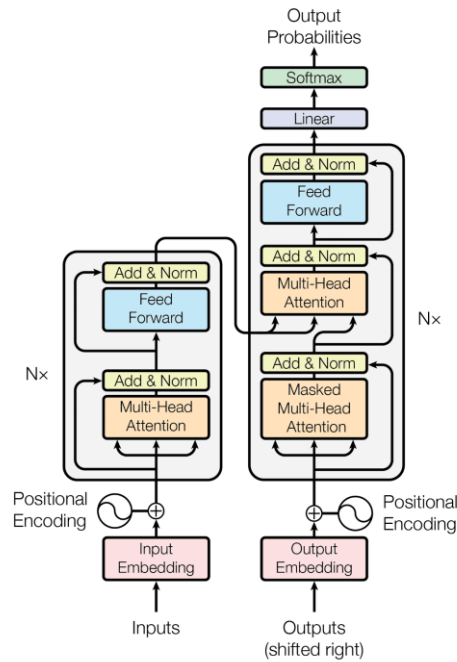 Output
Probabilities
Softmax
Linear
Add & Norm
Feed
Forward
Add & Norm
Multi-Head
Attention
Add & Norm
Masked
Multi-Head
Attention
N×
Positional
Encoding
Output
Embedding
Outputs
(shifted right)
Add & Norm
Feed
Forward
Add & Norm
Multi-Head
Attention
N×
Positional
Encoding
Input
Embedding
Inputs